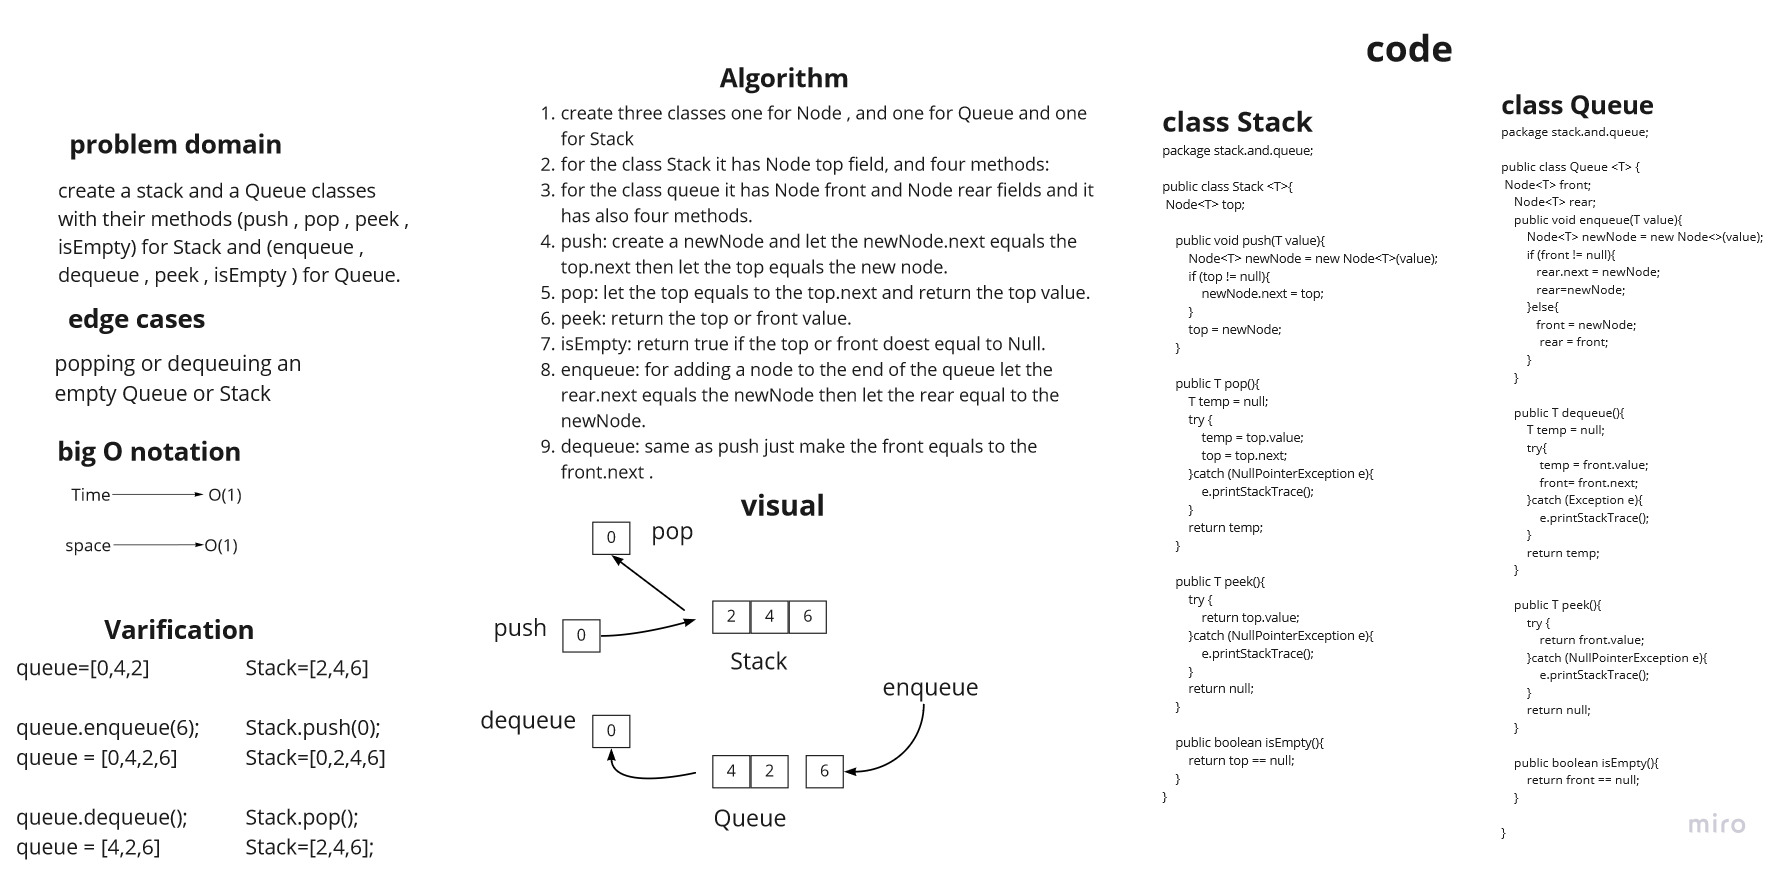 problem domain
create a stack and a Queue classes
with their methods (push , pop , peek ,
isEmpty) for Stack and (enqueue ,
dequeue , peek , isEmpty ) for Queue.
edge cases
popping or dequeuing an
empty Queue or Stack
big O notation
Time O(1)
space O(1)
Varification
queue=[0,4,2] Stack=[2,4,6]
queue.enqueue(6); Stack.push(0);
queue = [0,4,2,6] Stack=[0,2,4,6]
queue.dequeue(); Stack.pop();
queue = [4,2,6] Stack=[2,4,6];
Algorithm
1. create three classes one for Node , and one for Queue and one
for Stack
2. for the class Stack it has Node top field, and four methods:
3. for the class queue it has Node front and Node rear fields and it
has also four methods.
4. push: create a newNode and let the newNode.next equals the
top.next then let the top equals the new node.
5. pop: let the top equals to the top.next and return the top value.
6. peek: return the top or front value.
7. isEmpty: return true if the top or front doest equal to Null.
8. enqueue: for adding a node to the end of the queue let the
rear.next equals the newNode then let the rear equal to the
newNode.
9. dequeue: same as push just make the front equals to the
front.next .
visual
0 pop
2 4 6
push 0
Stack
enqueue
dequeue 0
4 2 6
Queue
code
class Stack
package stack.and.queue;
public class Stack <T>{
Node<T> top;
public void push(T value){
Node<T> newNode = new Node<T>(value);
if (top != null){
newNode.next = top;
}
top = newNode;
}
public T pop(){
T temp = null;
try {
temp = top.value;
top = top.next;
}catch (NullPointerException e){
e.printStackTrace();
}
return temp;
}
public T peek(){
try {
return top.value;
}catch (NullPointerException e){
e.printStackTrace();
}
return null;
}
public boolean isEmpty(){
return top == null;
}
}
class Queue
package stack.and.queue;
public class Queue <T> {
Node<T> front;
Node<T> rear;
public void enqueue(T value){
Node<T> newNode = new Node<>(value);
if (front != null){
rear.next = newNode;
rear=newNode;
}else{
front = newNode;
rear = front;
}
}
public T dequeue(){
T temp = null;
try{
temp = front.value;
front= front.next;
}catch (Exception e){
e.printStackTrace();
}
return temp;
}
public T peek(){
try {
return front.value;
}catch (NullPointerException e){
e.printStackTrace();
}
return null;
}
public boolean isEmpty(){
return front == null;
}
}
miro